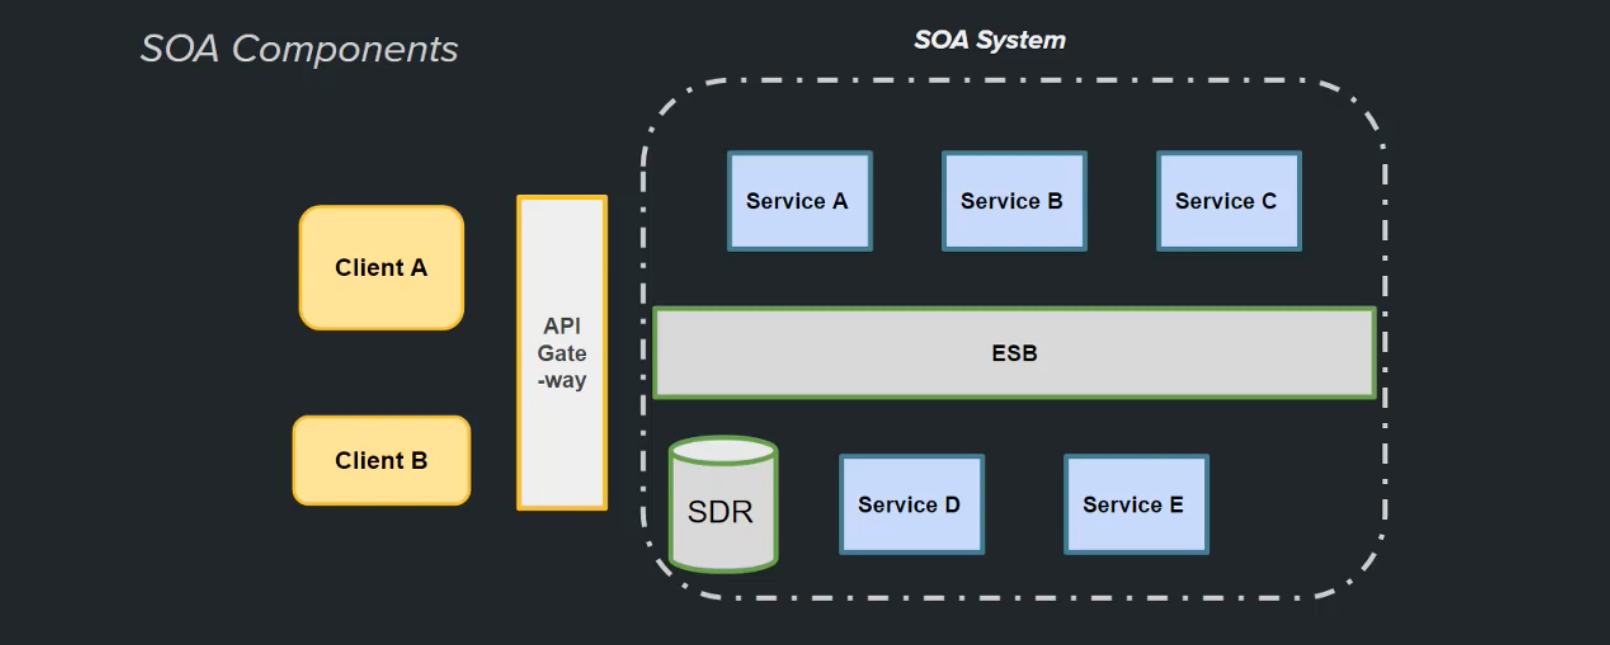 SOA Components
SOA System
Service A
Service B
Service C
Client A
API
Gate
-way
ESB
Client B
SDR
Service D
Service E